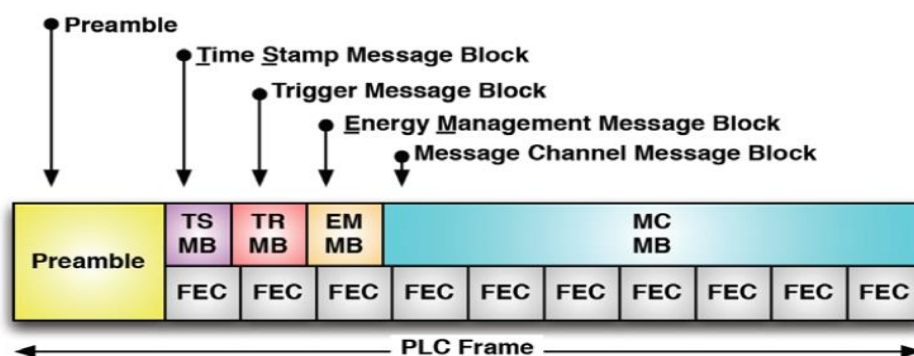 Preamble
Time Stamp Message Block
Trigger Message Block
Energy Management Message Block
Message Channel Message Block
Preamble
TS
MB
TR
MB
EM
MB
MC
MB
FEC FEC FEC FEC FEC FEC FEC FEC FEC FEC
PLC Frame